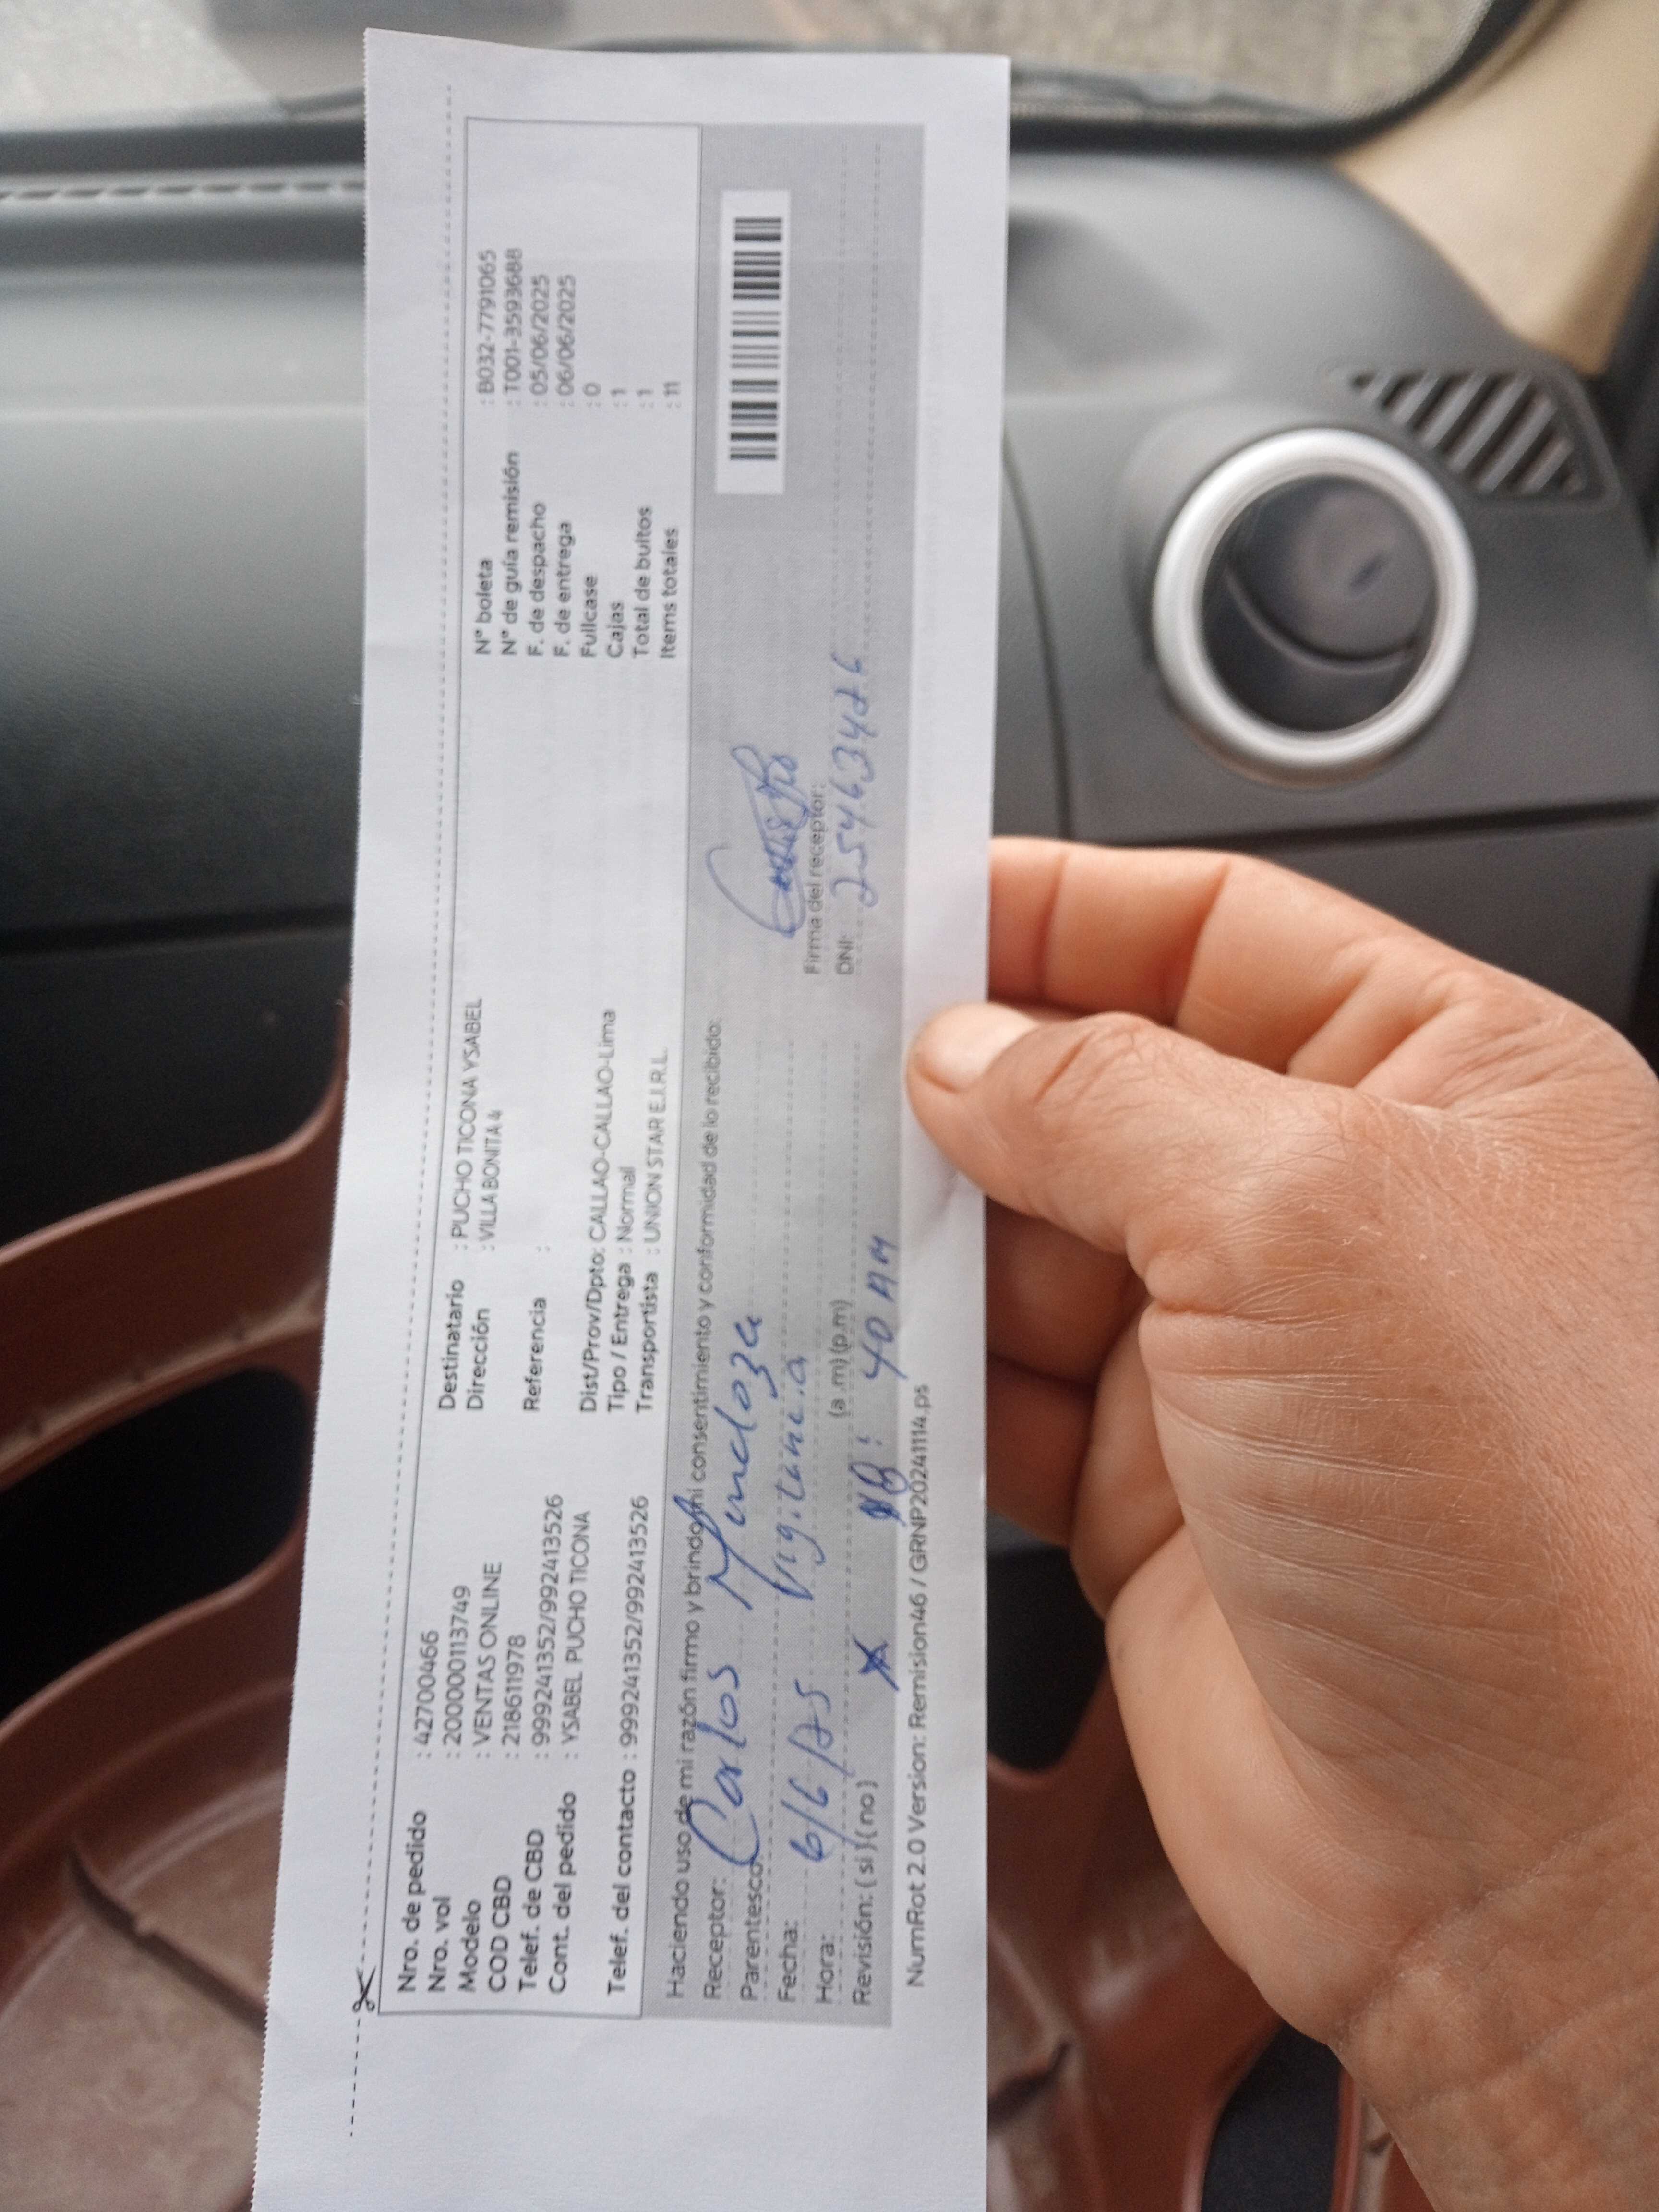 Nro. de pedido : 42700466
Nro. vol : 200000113749
Modelo : VENTAS ONLINE
COD CBD : 218611978
Telef. de CBD : 999241352/992413526
Cont. del pedido : YSABEL PUCHO TICONA
Telef. del contacto : 999241352/992413526
Destinatario : PUCHO TICONA YSABEL
Dirección : VILLA BONITA 4
Referencia :
Dist/Prov/Dpto: CALLAO-CALLAO-Lima
Tipo / Entrega : Normal
Transportista : UNION STAR E.I.R.L.
N° boleta : B032-7791065
N° de guía remisión : T001-3593688
F. de despacho : 05/06/2025
F. de entrega : 06/06/2025
Fullcase : 0
Cajas : 1
Total de bultos : 1
Items totales : 11
Haciendo uso de mi razón firmo y brindo mi consentimiento y conformidad de lo recibido:
Receptor: Carlos
Parentesco:
Fecha: 6/6/25
Hora: (a.m) (p.m)
Revisión: ( si ) ( no ) X : 40 AM
Firma del receptor:
DNI: 25463426
NumRot 2.0 Version: Remision46 / GRNP20241114.ps